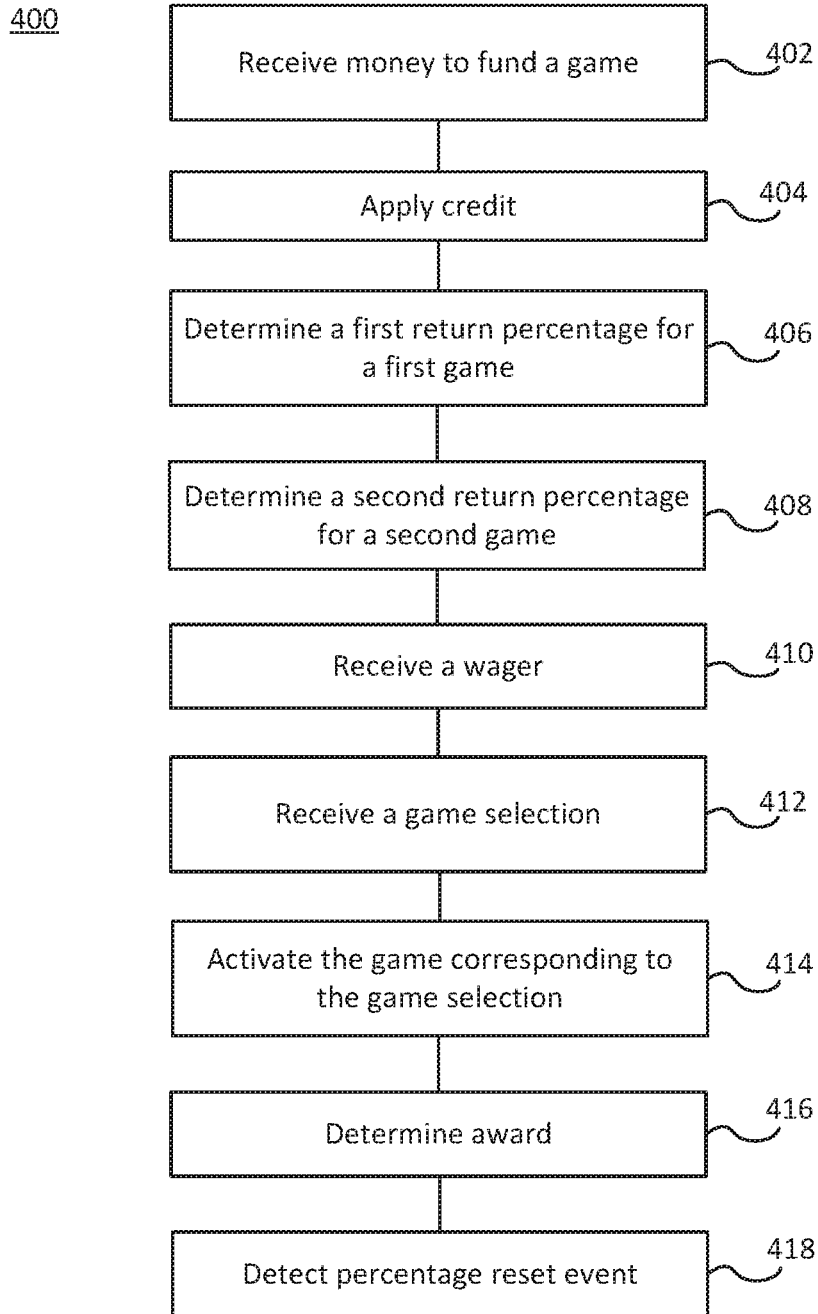 400
Receive money to fund a game
402
Apply credit
404
Determine a first return percentage for
a first game
406
Determine a second return percentage
for a second game
408
Receive a wager
410
Receive a game selection
412
Activate the game corresponding to
the game selection
414
Determine award
416
Detect percentage reset event
418